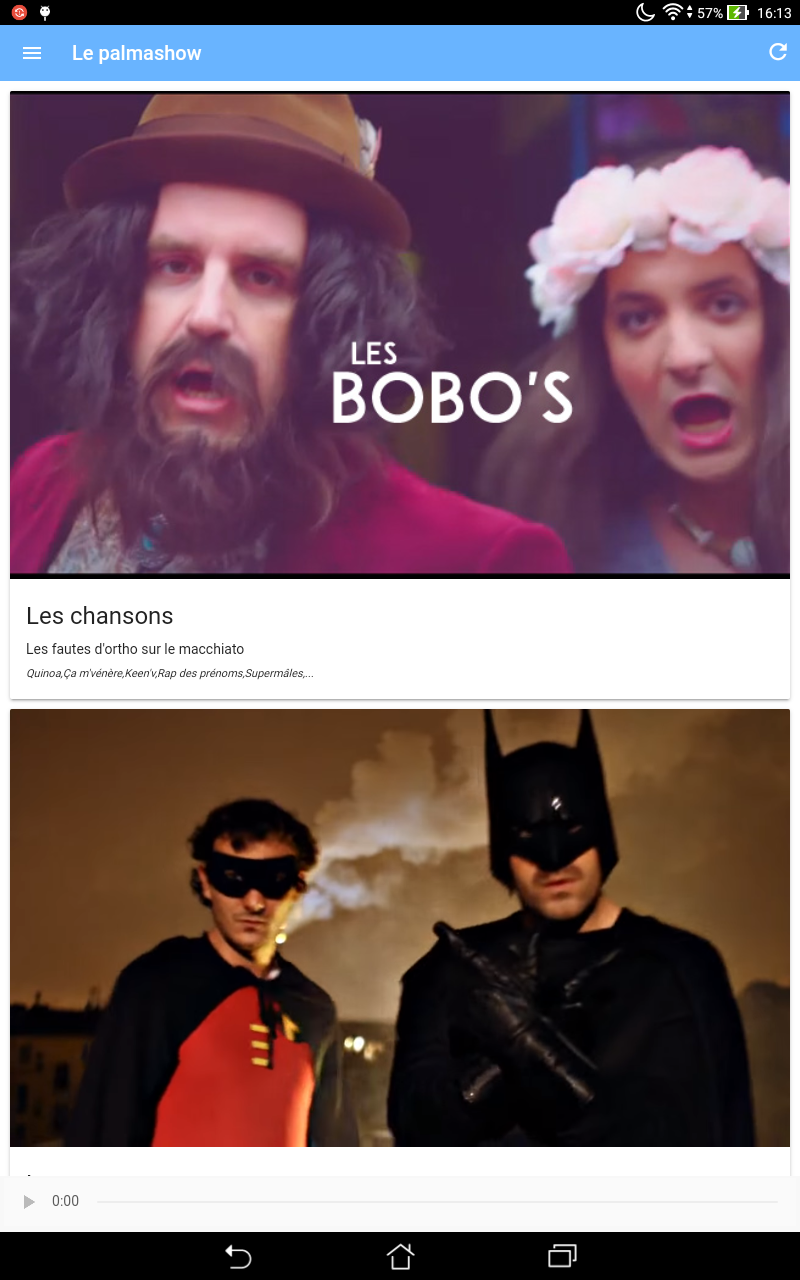 57% 16:13
Le palmashow
LES
BOBO'S
Les chansons
Les fautes d'ortho sur le macchiato
Quinoa,Ça m'vénère,Keen'v,Rap des prénoms,Supermâles,...
0:00